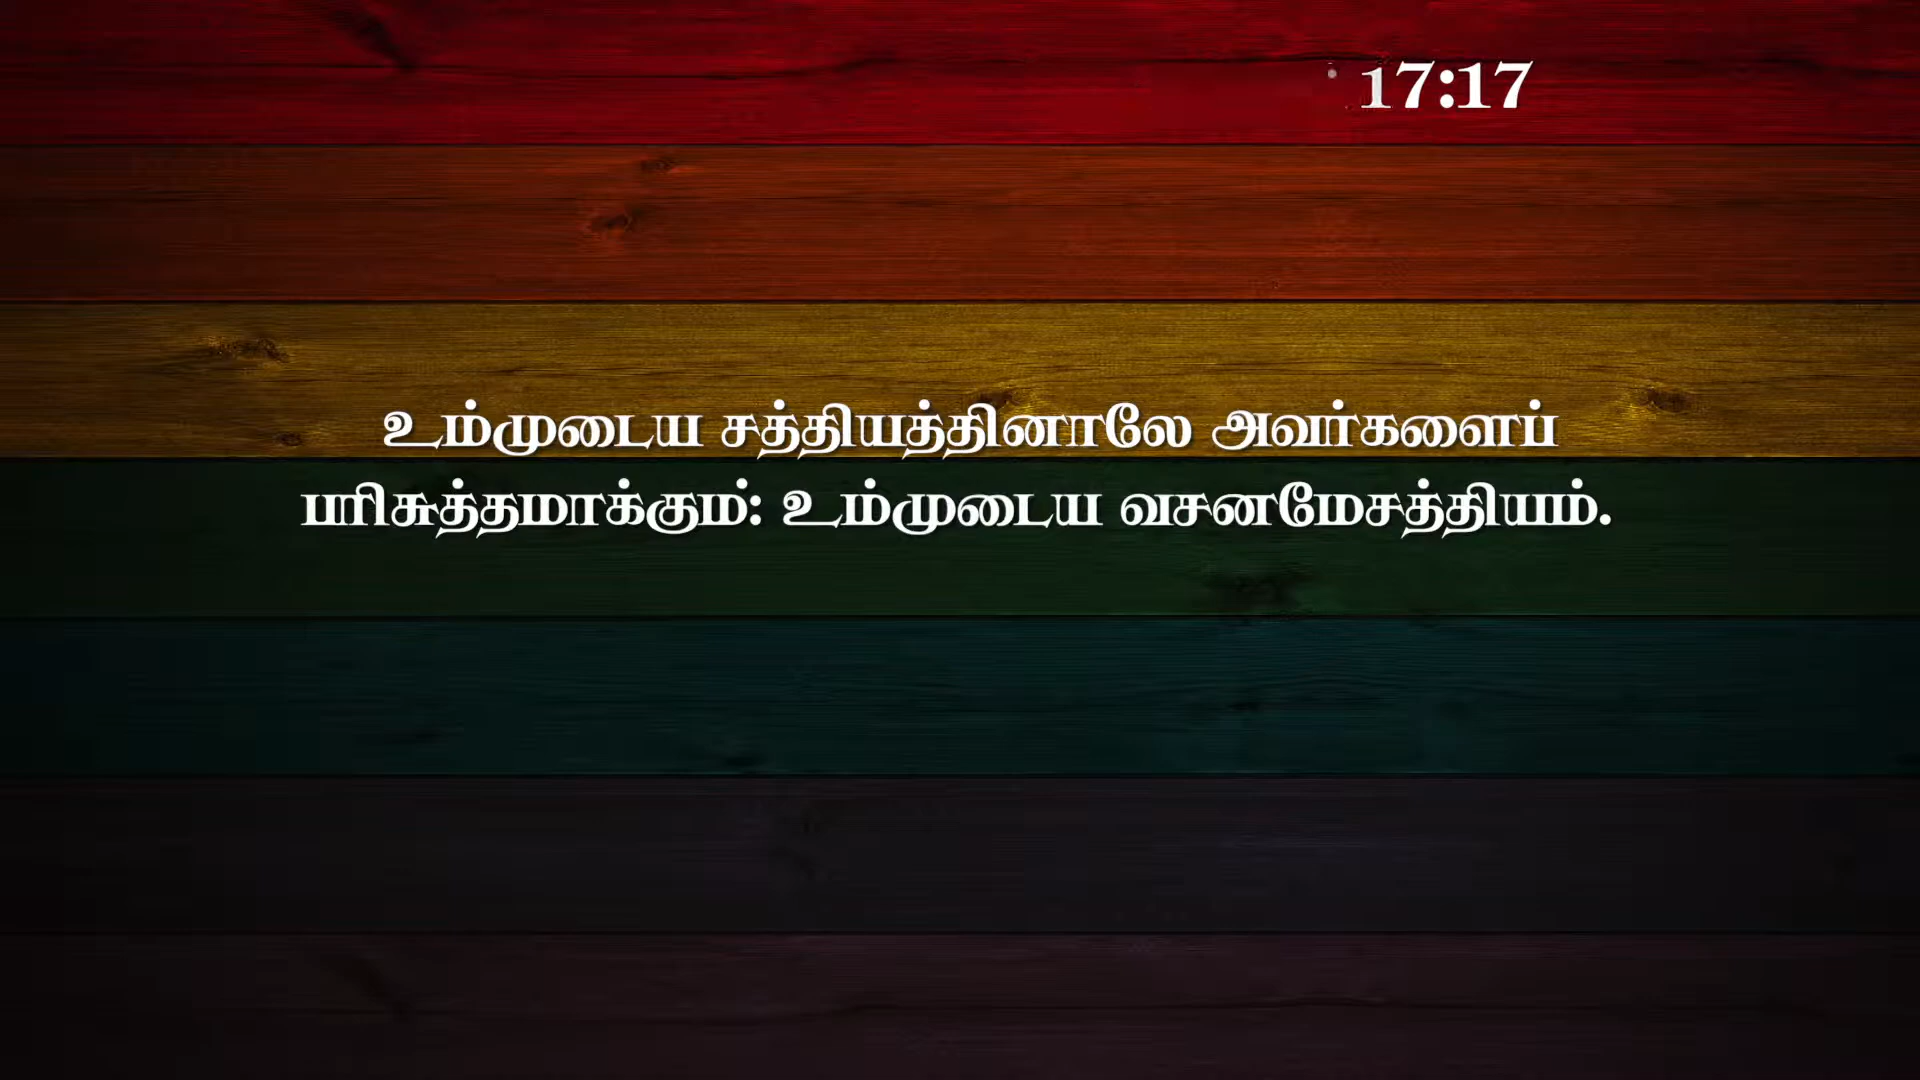 17:17
உம்முடைய சத்தியத்தினாலே அவர்களைப்
பரிசுத்தமாக்கும்: உம்முடைய வசனமேசத்தியம்.